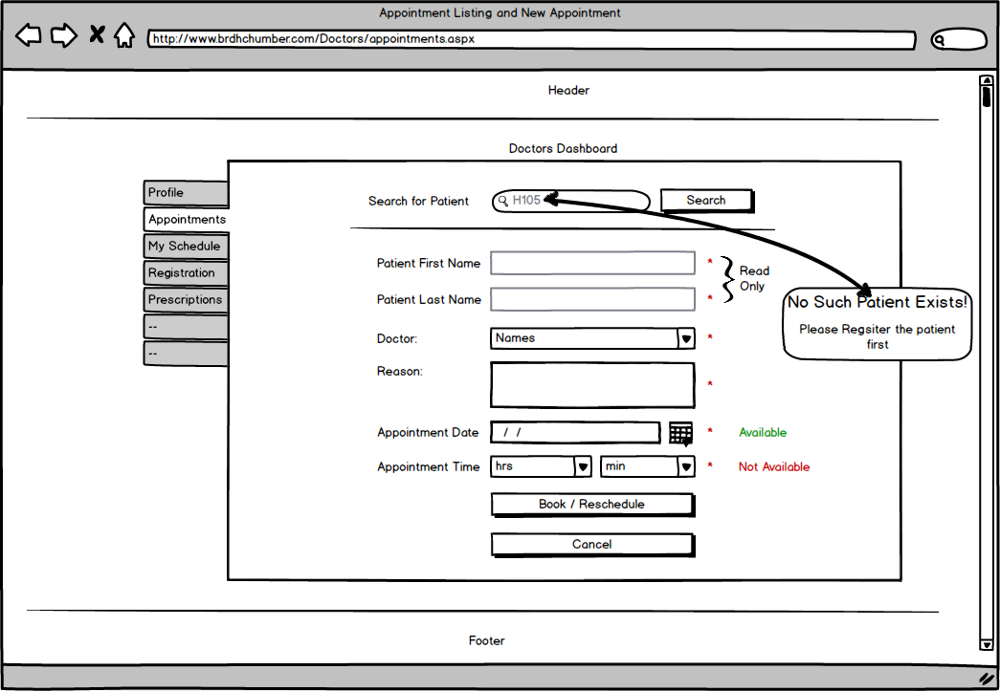 Appointment Listing and New Appointment
http://www.brdhchumber.com/Doctors/appointments.aspx
Header
Doctors Dashboard
Profile
Appointments
My Schedule
Registration
Prescriptions
--
--
Search for Patient
H105
Search
Patient First Name
*
Patient Last Name
*
Read
Only
No Such Patient Exists!
Please Regsiter the patient
first
Doctor:
Names
*
Reason:
*
Appointment Date
/ /
*
Available
Appointment Time
hrs
min
*
Not Available
Book / Reschedule
Cancel
Footer